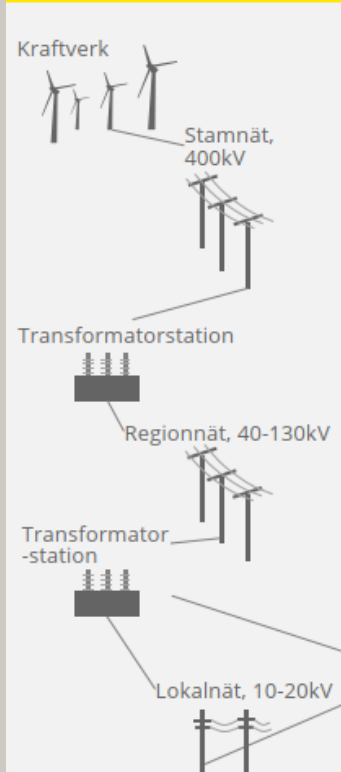 Kraftverk
Stamnät,
400kV
Transformatorstation
Regionnät, 40-130kV
Transformator
-station
Lokalnät, 10-20kV